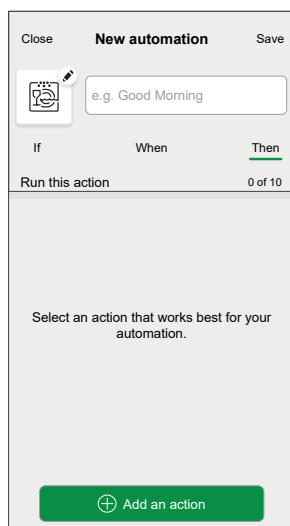 Close New automation Save
e.g. Good Morning
If When Then
Run this action 0 of 10
Select an action that works best for your
automation.
Add an action